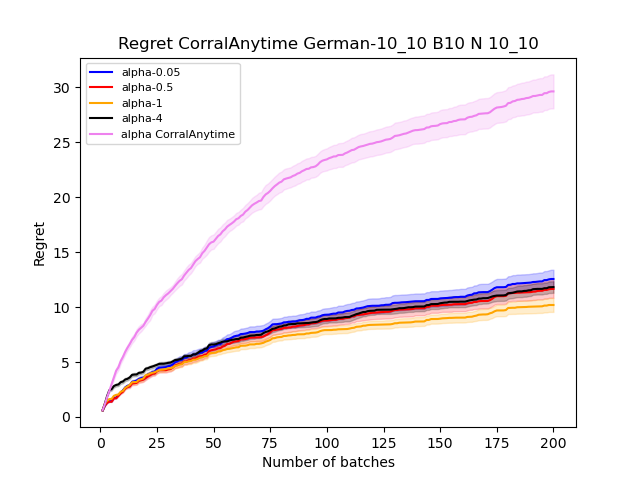 Regret CorralAnytime German-10_10 B10 N 10_10
alpha-0.05
alpha-0.5
alpha-1
alpha-4
alpha CorralAnytime
30
25
20
15
10
5
0
Regret
0 25 50 75 100 125 150 175 200
Number of batches